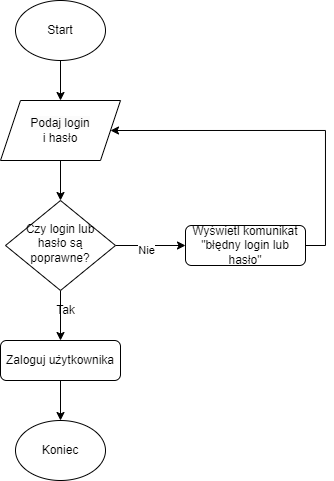 Start
Podaj login
i hasło
Czy login lub
hasło są
poprawne?
Nie
Wyświetl komunikat
"błędny login lub
hasło"
Tak
Zaloguj użytkownika
Koniec